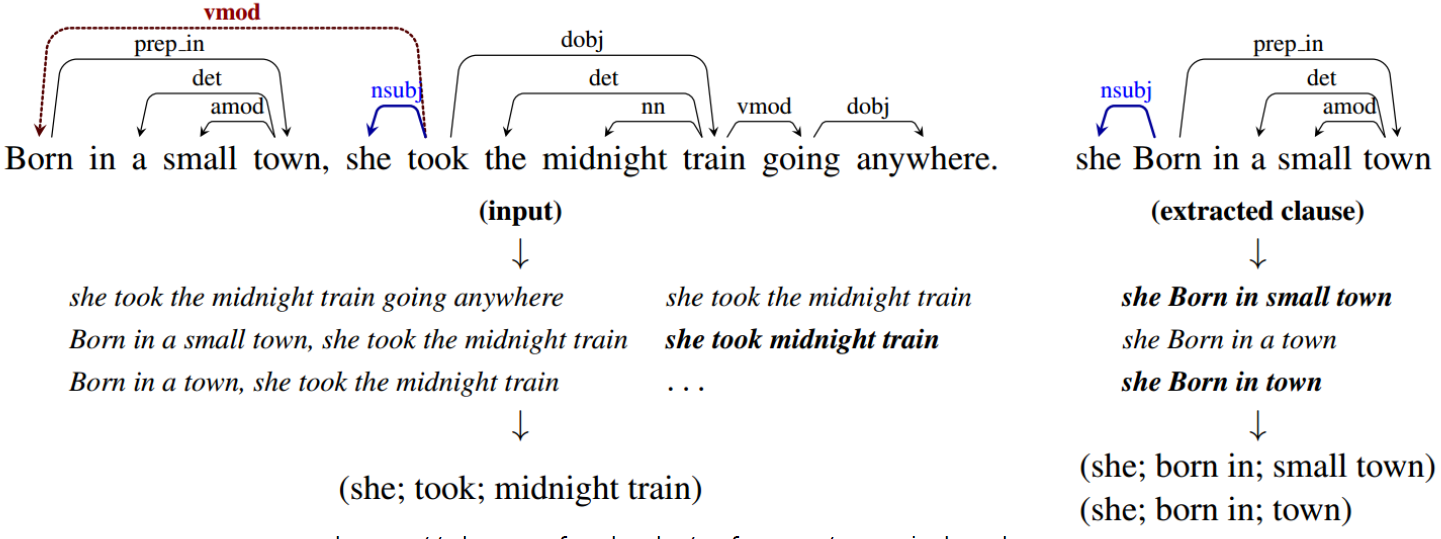 vmod
prep_in
dobj
prep_in
det
det
det
nsubj
amod
nn
vmod
dobj
nsubj
amod
Born in a small town, she took the midnight train going anywhere.
she Born in a small town
(input)
(extracted clause)
↓
↓
she took the midnight train going anywhere
she took the midnight train
she Born in small town
Born in a small town, she took the midnight train
she took midnight train
she Born in a town
Born in a town, she took the midnight train
...
she Born in town
↓
↓
(she; took; midnight train)
(she; born in; small town)
(she; born in; town)